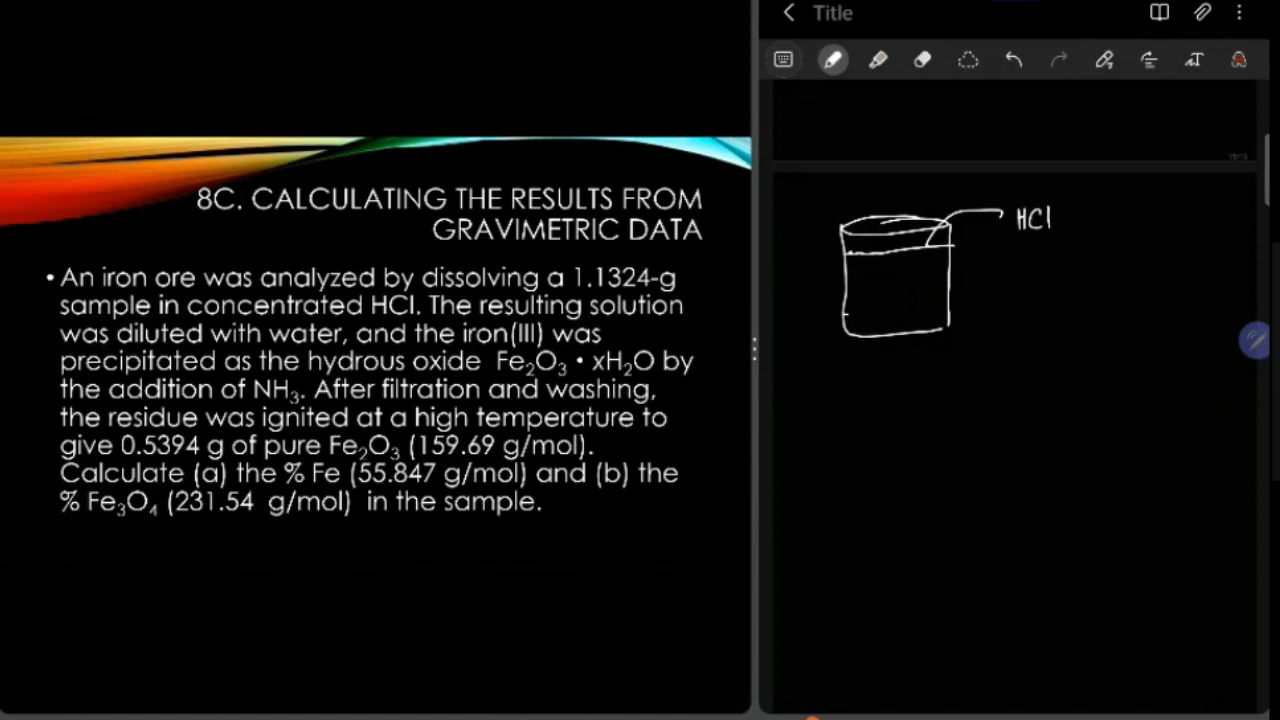 Title
8C. CALCULATING THE RESULTS FROM
GRAVIMETRIC DATA
• An iron ore was analyzed by dissolving a 1.1324-g
sample in concentrated HCl. The resulting solution
was diluted with water, and the iron(III) was
precipitated as the hydrous oxide Fe₂O₃ • xH₂O by
the addition of NH₃. After filtration and washing,
the residue was ignited at a high temperature to
give 0.5394 g of pure Fe₂O₃ (159.69 g/mol).
Calculate (a) the % Fe (55.847 g/mol) and (b) the
% Fe₃O₄ (231.54 g/mol) in the sample.
HCl